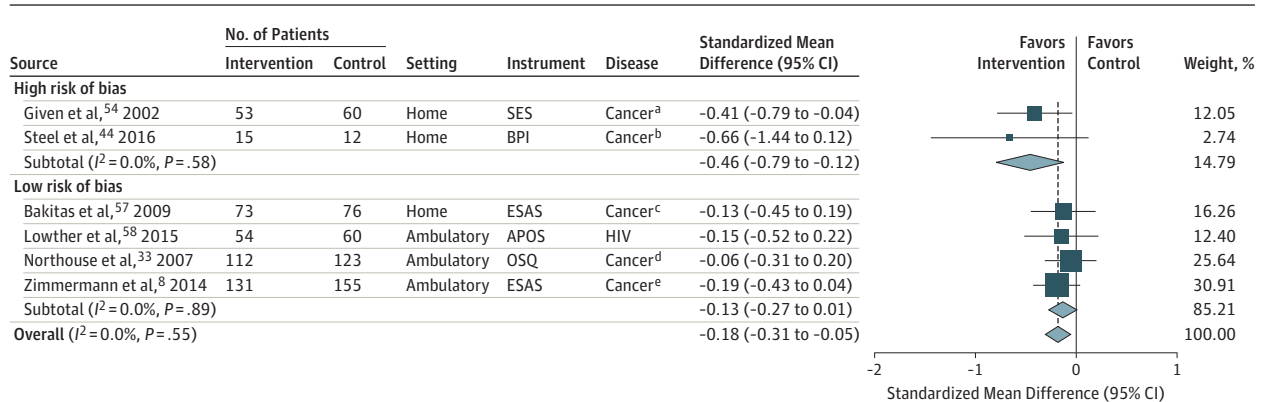 No. of Patients
Source Intervention Control Setting Instrument Disease Standardized Mean Difference (95% CI) Favors Intervention Favors Control Weight, %
High risk of bias
Given et al,54 2002 53 60 Home SES Cancera -0.41 (-0.79 to -0.04) 12.05
Steel et al,44 2016 15 12 Home BPI Cancerb -0.66 (-1.44 to 0.12) 2.74
Subtotal (I2=0.0%, P=.58) -0.46 (-0.79 to -0.12) 14.79
Low risk of bias
Bakitas et al,57 2009 73 76 Home ESAS Cancerc -0.13 (-0.45 to 0.19) 16.26
Lowther et al,58 2015 54 60 Ambulatory APOS HIV -0.15 (-0.52 to 0.22) 12.40
Northouse et al,33 2007 112 123 Ambulatory OSQ Cancerd -0.06 (-0.31 to 0.20) 25.64
Zimmermann et al,8 2014 131 155 Ambulatory ESAS Cancere -0.19 (-0.43 to 0.04) 30.91
Subtotal (I2=0.0%, P=.89) -0.13 (-0.27 to 0.01) 85.21
Overall (I2=0.0%, P=.55) -0.18 (-0.31 to -0.05) 100.00
-2 -1 0 1
Standardized Mean Difference (95% CI)